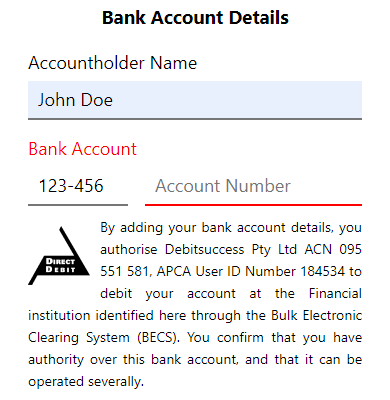 Bank Account Details
Accountholder Name
John Doe
Bank Account
123-456 Account Number
By adding your bank account details, you
authorise Debitsuccess Pty Ltd ACN 095
551 581, APCA User ID Number 184534 to
debit your account at the Financial
institution identified here through the Bulk Electronic
Clearing System (BECS). You confirm that you have
authority over this bank account, and that it can be
operated severally.
DIRECT
DEBIT